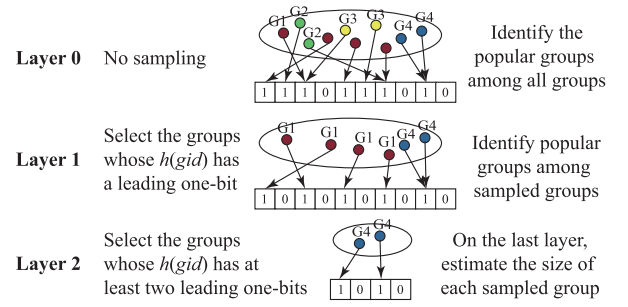 G1 G2 G2 G3 G3 G4 G4
Layer 0 No sampling
Identify the
popular groups
among all groups
1 1 1 0 1 1 1 0 1 0
G1 G1 G1 G1 G4 G4
Layer 1
Select the groups
whose h(gid) has
a leading one-bit
Identify popular
groups among
sampled groups
1 0 1 0 1 0 1 0 1 0
G4 G4
Layer 2
Select the groups
whose h(gid) has at
least two leading one-bits
On the last layer,
estimate the size of
each sampled group
1 0 1 0